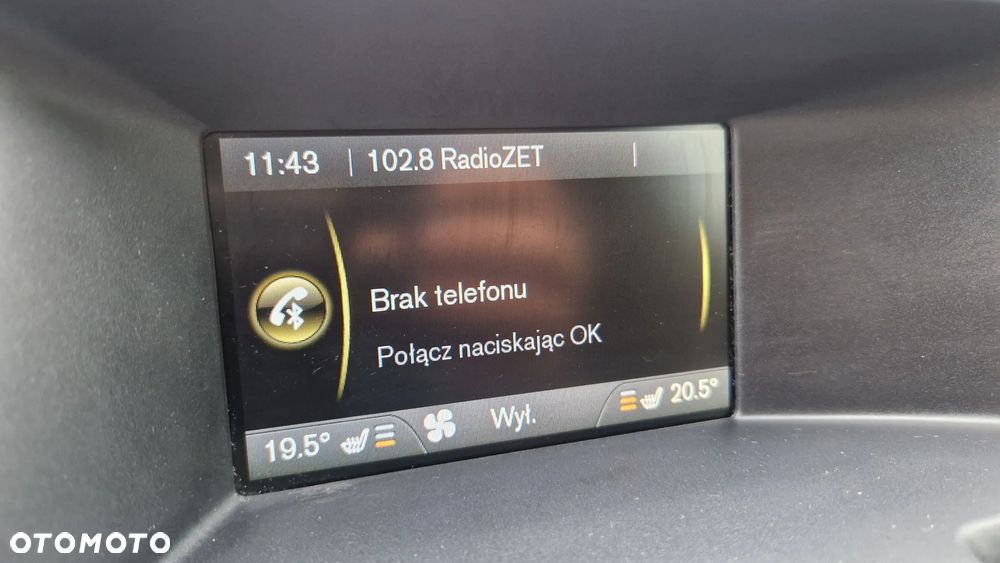 11:43 | 102.8 RadioZET |
Brak telefonu
Połącz naciskając OK
19.5° Wył. 20.5°
OTOMOTO